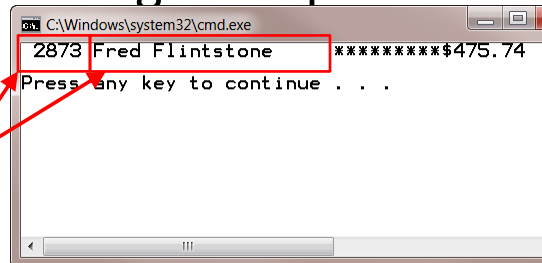 C:\Windows\system32\cmd.exe
2873 Fred Flintstone *********$475.74
Press any key to continue . . .